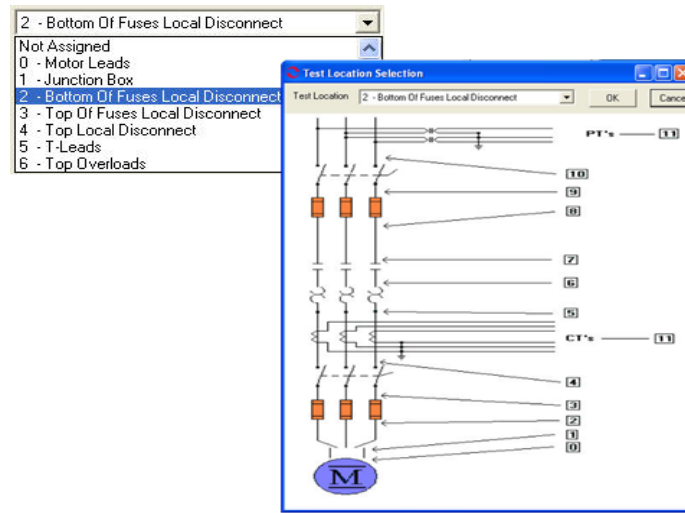 2 - Bottom Of Fuses Local Disconnect
Not Assigned
0 - Motor Leads
1 - Junction Box
2 - Bottom Of Fuses Local Disconnect
3 - Top Of Fuses Local Disconnect
4 - Top Local Disconnect
5 - T-Leads
6 - Top Overloads
Test Location Selection
Test Location 2 - Bottom Of Fuses Local Disconnect OK Cance
PT's 11
10
9
8
7
6
5
CT's 11
4
3
2
1
0
M